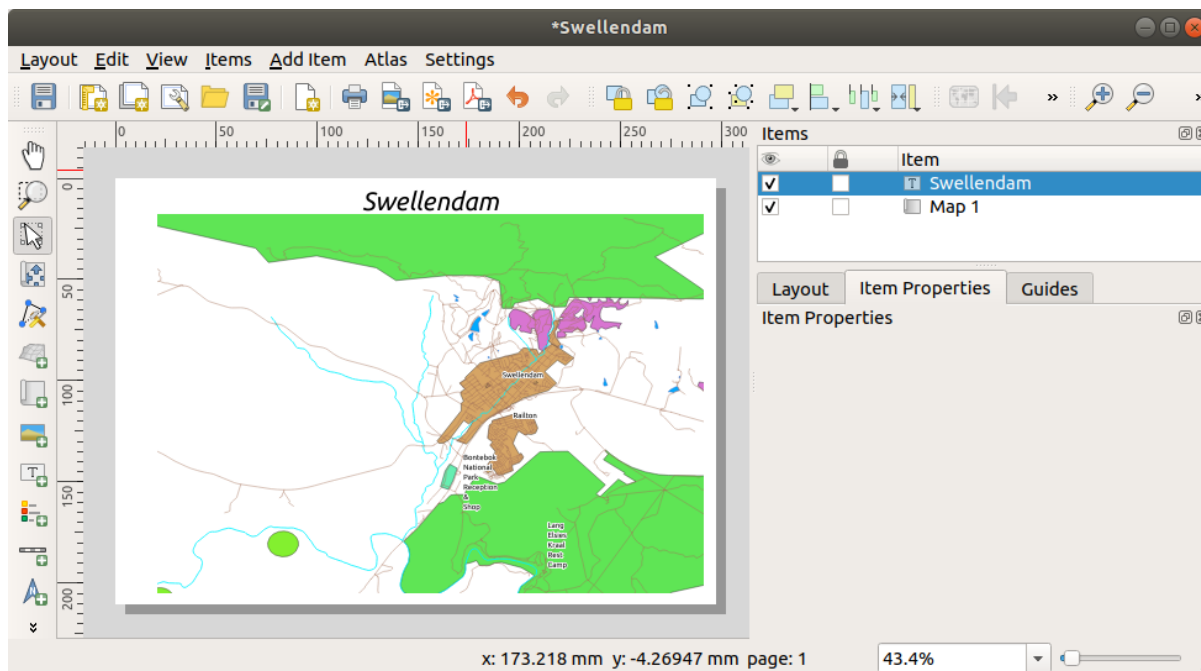 *Swellendam
Layout Edit View Items Add Item Atlas Settings
»
0 50 100 150 200 250 300
Items
Item
Swellendam
Map 1
Layout Item Properties Guides
Item Properties
0
50
100
150
200
Swellendam
Swellendam
Railton
Bontebok
National
Park
Reception
&
Shop
Lang
Elsies
Kraal
Rest
Camp
x: 173.218 mm y: -4.26947 mm page: 1 43.4%